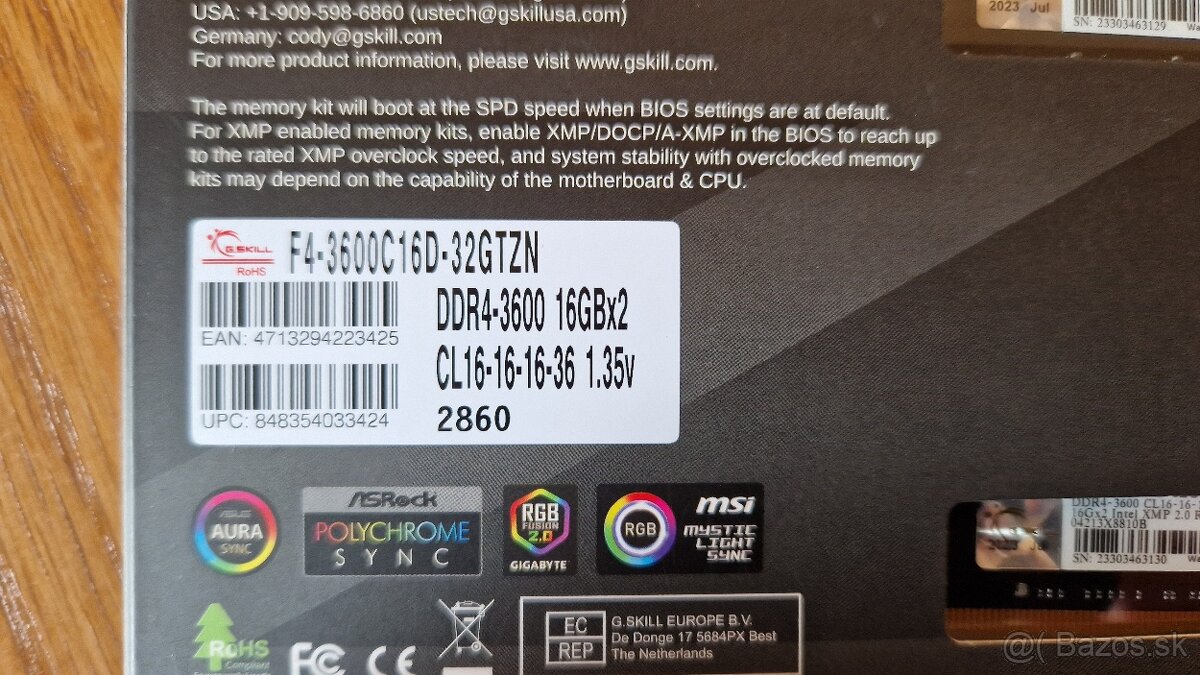 USA: +1-909-598-6860 (ustech@gskillusa.com)
Germany: cody@gskill.com
For more product information, please visit www.gskill.com.
The memory kit will boot at the SPD speed when BIOS settings are at default.
For XMP enabled memory kits, enable XMP/DOCP/A-XMP in the BIOS to reach up
to the rated XMP overclock speed, and system stability with overclocked memory
kits may depend on the capability of the motherboard & CPU.
2023 Jul
SN: 23303463129
G.SKILL
RoHS
F4-3600C16D-32GTZN
DDR4-3600 16GBx2
EAN: 4713294223425
CL16-16-16-36 1.35v
UPC: 848354033424
2860
ASUS
AURA
SYNC
ASRock
POLYCHROME
SYNC
RGB
FUSION
2.0
GIGABYTE
RGB
msi
MYSTIC
LIGHT
SYNC
DDR4-3600 CL16-16-
16Gx2 Intel XMP 2.0
04213X8810B
SN: 23303463130
RoHS
Compliant
FC CE
EC
REP
G.SKILL EUROPE B.V.
De Donge 17 5684PX Best
The Netherlands
@( Bazos.sk